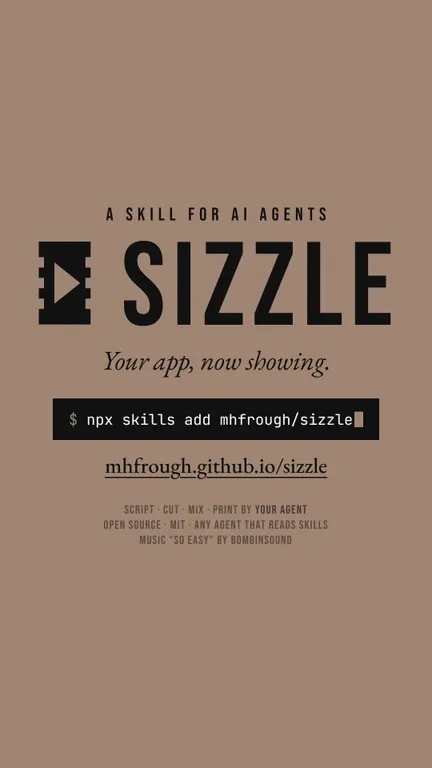 A SKILL FOR AI AGENTS
SIZZLE
Your app, now showing.
$ npx skills add mhfrough/sizzle
mhfrough.github.io/sizzle
SCRIPT · CUT · MIX · PRINT BY YOUR AGENT
OPEN SOURCE · MIT · ANY AGENT THAT READS SKILLS
MUSIC "SO EASY" BY BOMBINSOUND